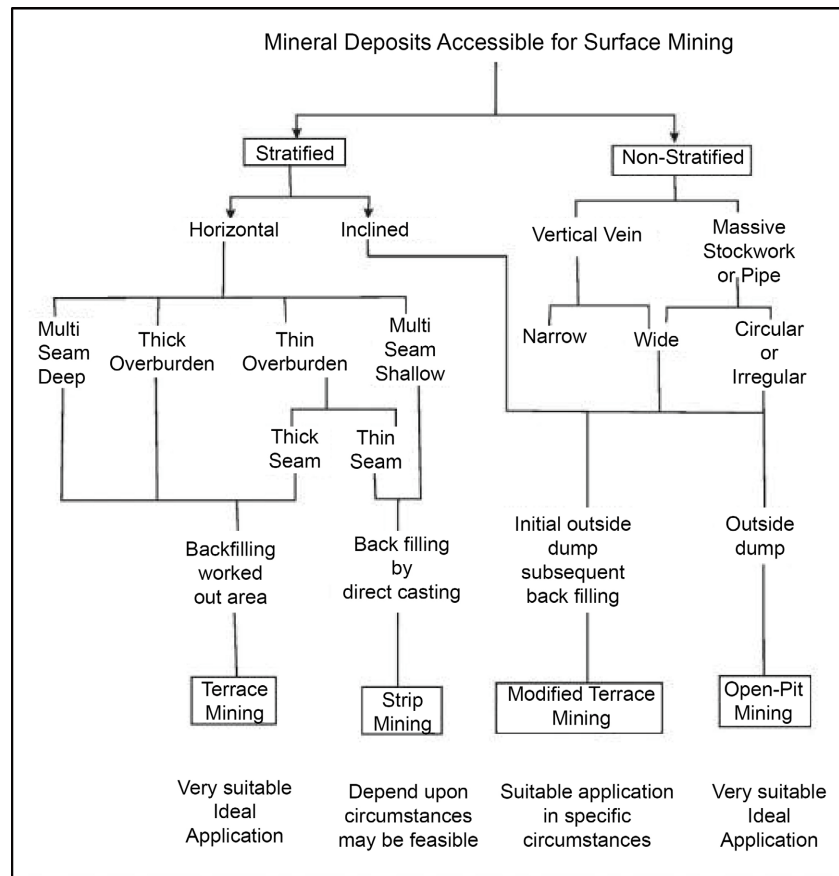 Mineral Deposits Accessible for Surface Mining
Stratified
Non-Stratified
Horizontal
Inclined
Vertical Vein
Massive
Stockwork
or Pipe
Multi
Seam
Deep
Thick
Overburden
Thin
Overburden
Multi
Seam
Shallow
Narrow
Wide
Circular
or
Irregular
Thick
Seam
Thin
Seam
Backfilling
worked
out area
Back filling
by
direct casting
Initial outside
dump
subsequent
back filling
Outside
dump
Terrace
Mining
Strip
Mining
Modified Terrace
Mining
Open-Pit
Mining
Very suitable
Ideal
Application
Depend upon
circumstances
may be feasible
Suitable application
in specific
circumstances
Very suitable
Ideal
Application